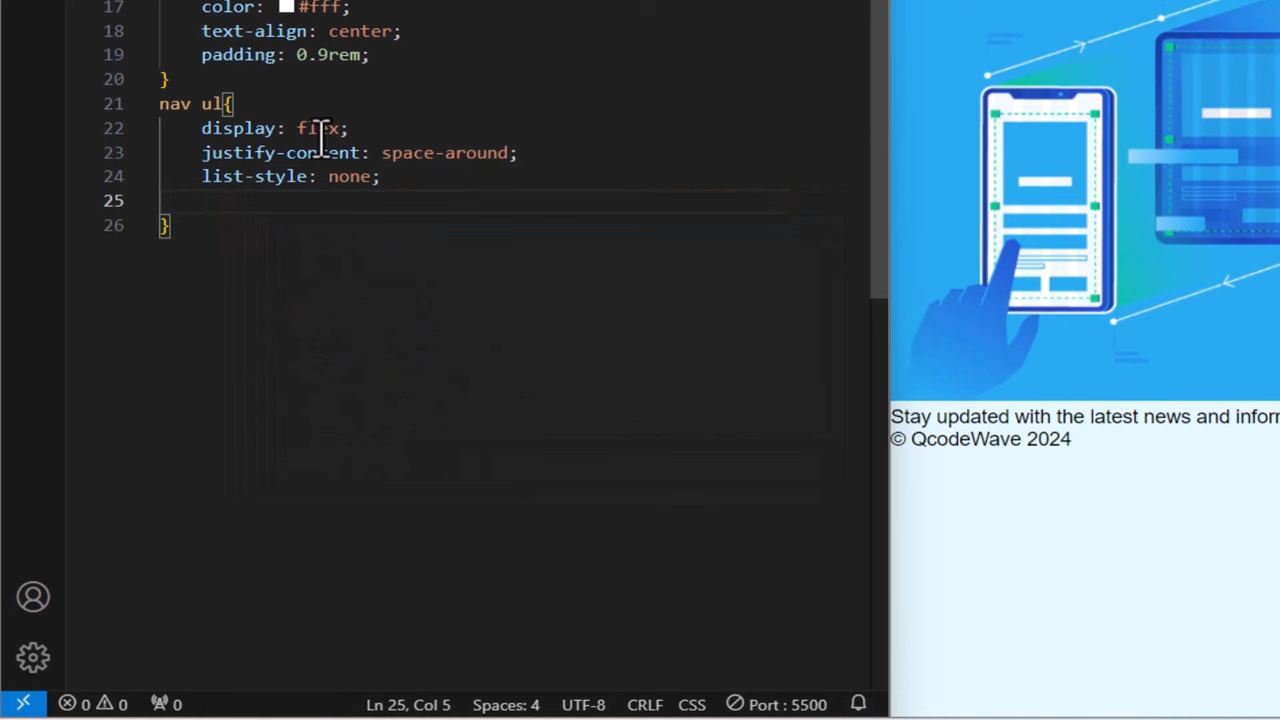 17 color: #fff;
18 text-align: center;
19 padding: 0.9rem;
20 }
21 nav ul{
22 display: flex;
23 justify-content: space-around;
24 list-style: none;
25
26 }
Stay updated with the latest news and infor
© QcodeWave 2024
0 0 0 Ln 25, Col 5 Spaces: 4 UTF-8 CRLF CSS Port : 5500